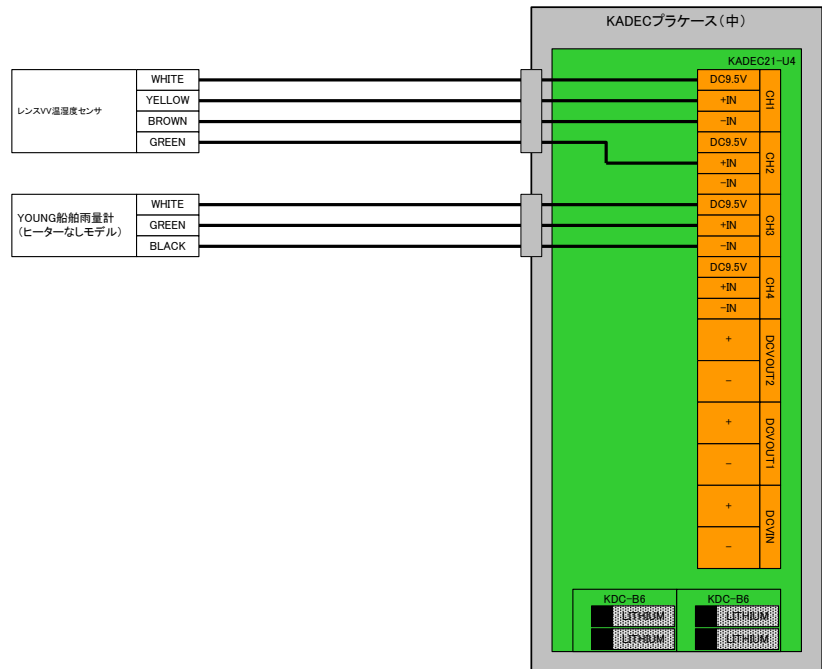 KADECプラケース(中)
KADEC21-U4
レンスVV温湿度センサ
WHITE
YELLOW
BROWN
GREEN
YOUNG船舶雨量計
(ヒーターなしモデル)
WHITE
GREEN
BLACK
DC9.5V
+IN
-IN
CH1
DC9.5V
+IN
-IN
CH2
DC9.5V
+IN
-IN
CH3
DC9.5V
+IN
-IN
CH4
+
-
DCVOUT2
+
-
DCVOUT1
+
-
DCVIN
KDC-B6
LITHIUM
LITHIUM
KDC-B6
LITHIUM
LITHIUM